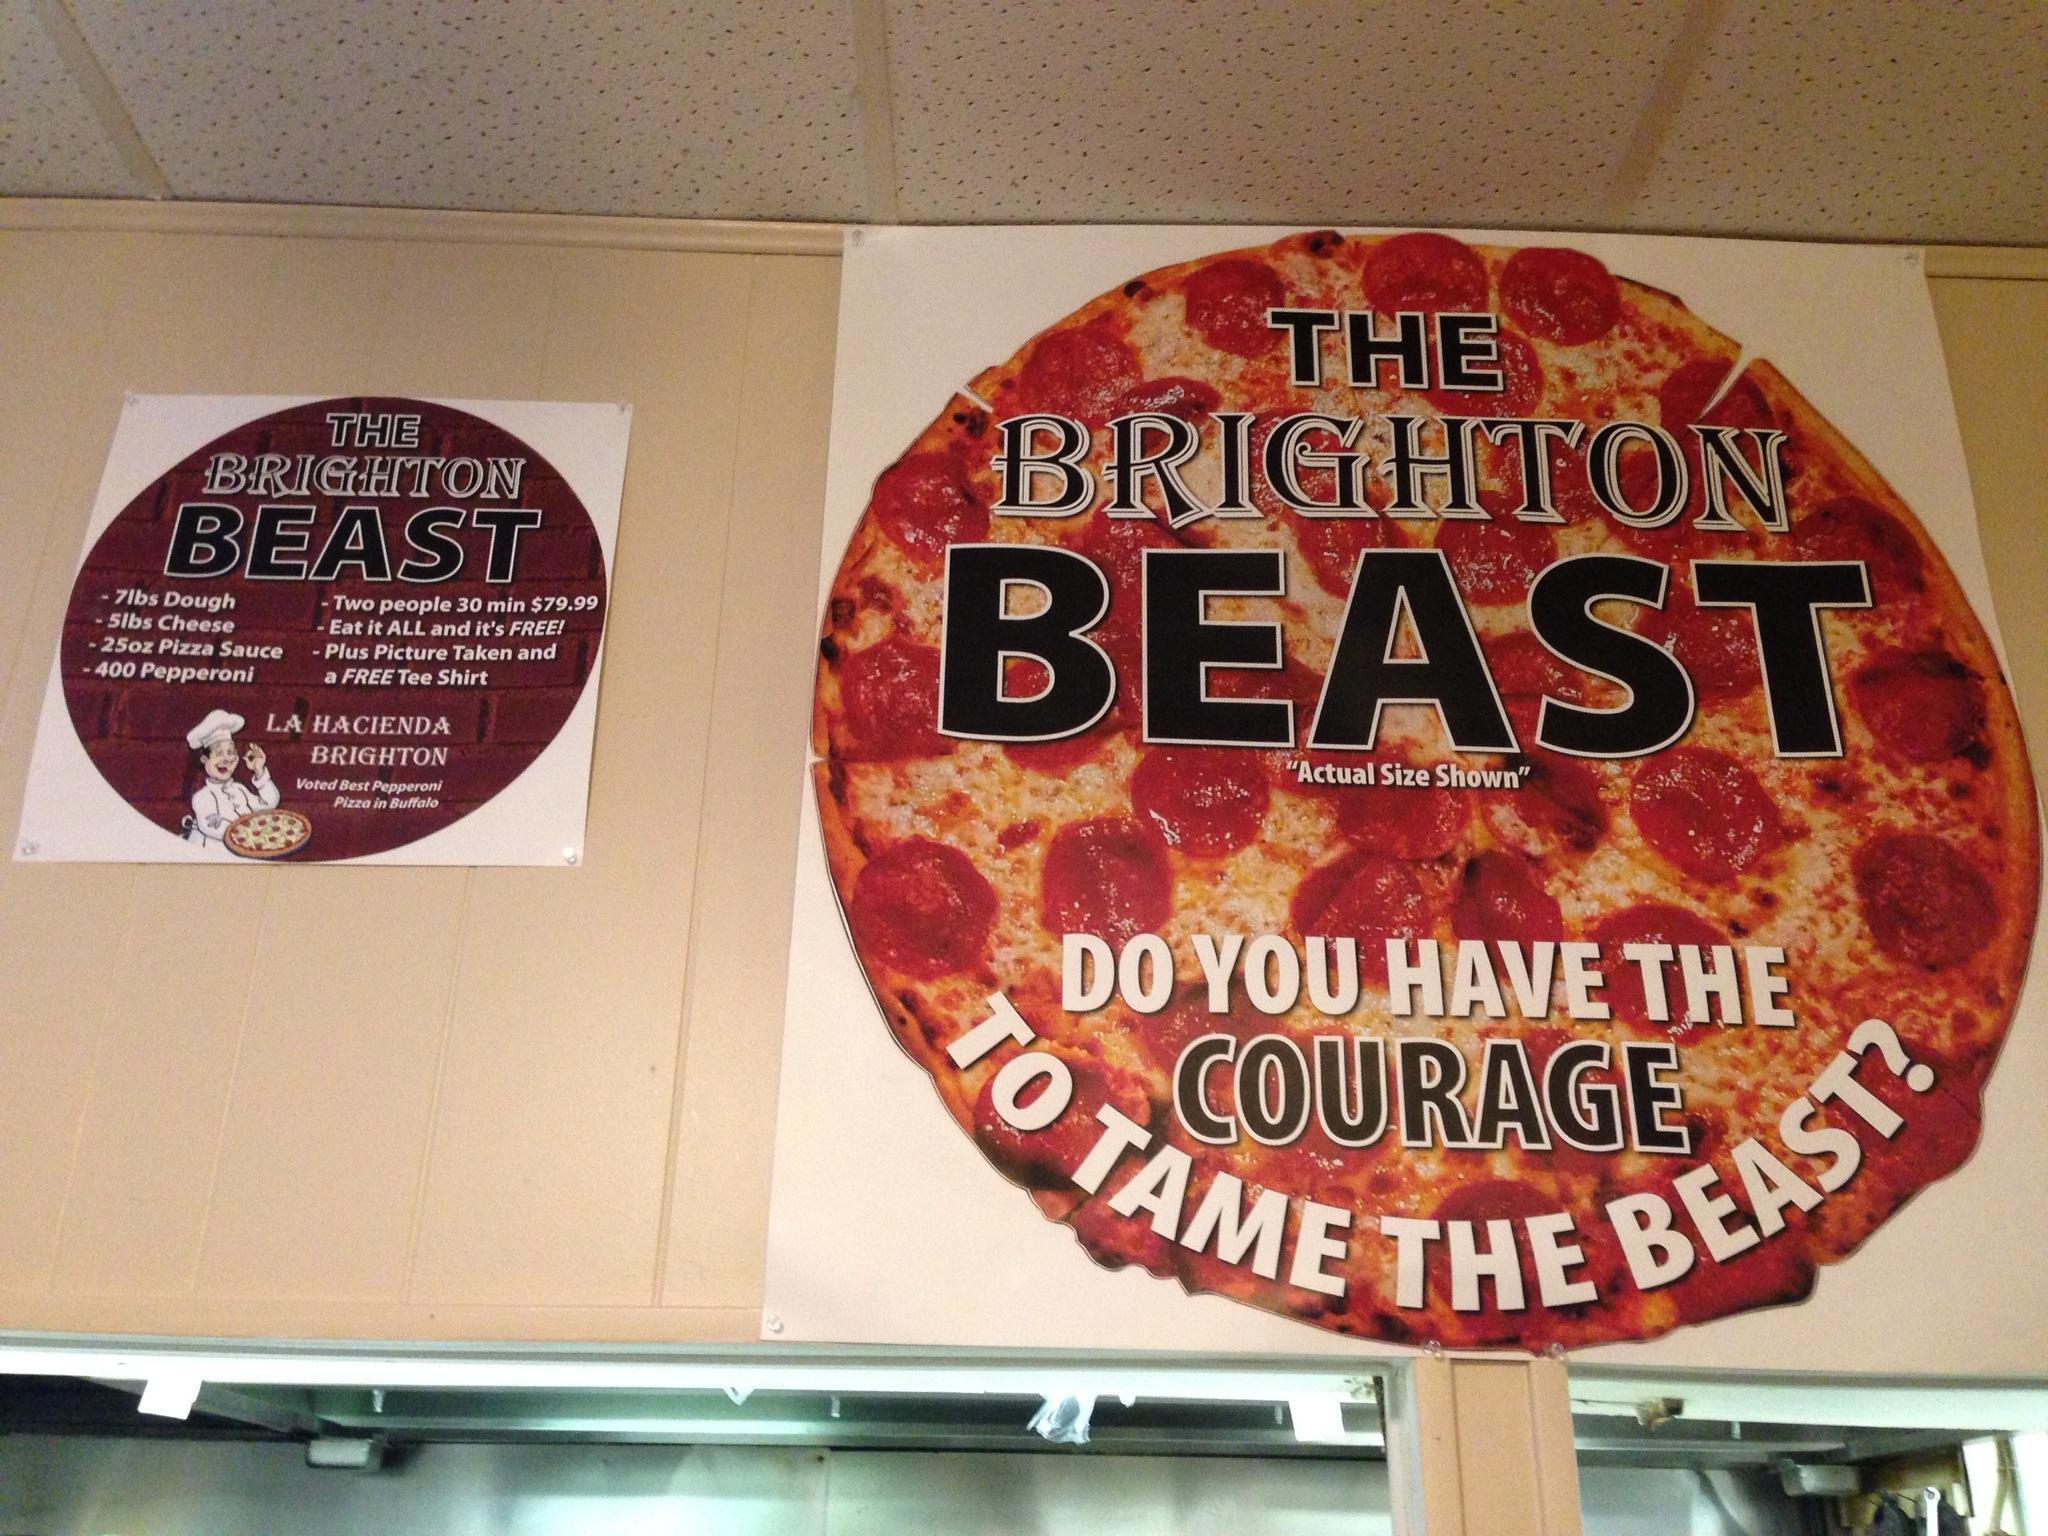 THE
BRIGHTON
BEAST
- 7lbs Dough
- 5lbs Cheese
- 25oz Pizza Sauce
- 400 Pepperoni
- Two people 30 min $79.99
- Eat it ALL and it's FREE!
- Plus Picture Taken and
a FREE Tee Shirt
LA HACIENDA
BRIGHTON
Voted Best Pepperoni
Pizza in Buffalo
THE
BRIGHTON
BEAST
"Actual Size Shown"
DO YOU HAVE THE
COURAGE
TO TAME THE BEAST?